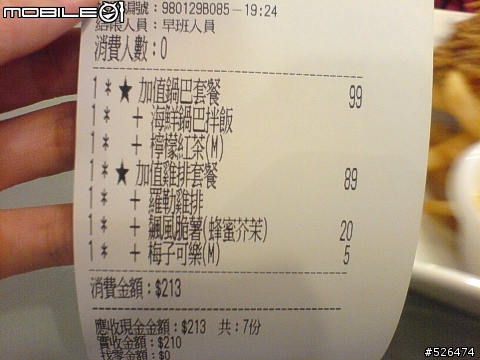 MOBILE01
編號：980129B085-19:24
結帳人員：早班人員
消費人數：0
1 * ★ 加值鍋巴套餐 99
1 * + 海鮮鍋巴拌飯
1 * + 檸檬紅茶(M)
1 * ★ 加值雞排套餐 89
1 * + 羅勒雞排
1 * + 飆風脆薯(蜂蜜芥茉) 20
1 * + 梅子可樂(M) 5
消費金額：$213
應收現金金額：$213 共：7份
實收金額：$210
找零金額：$0
#526474